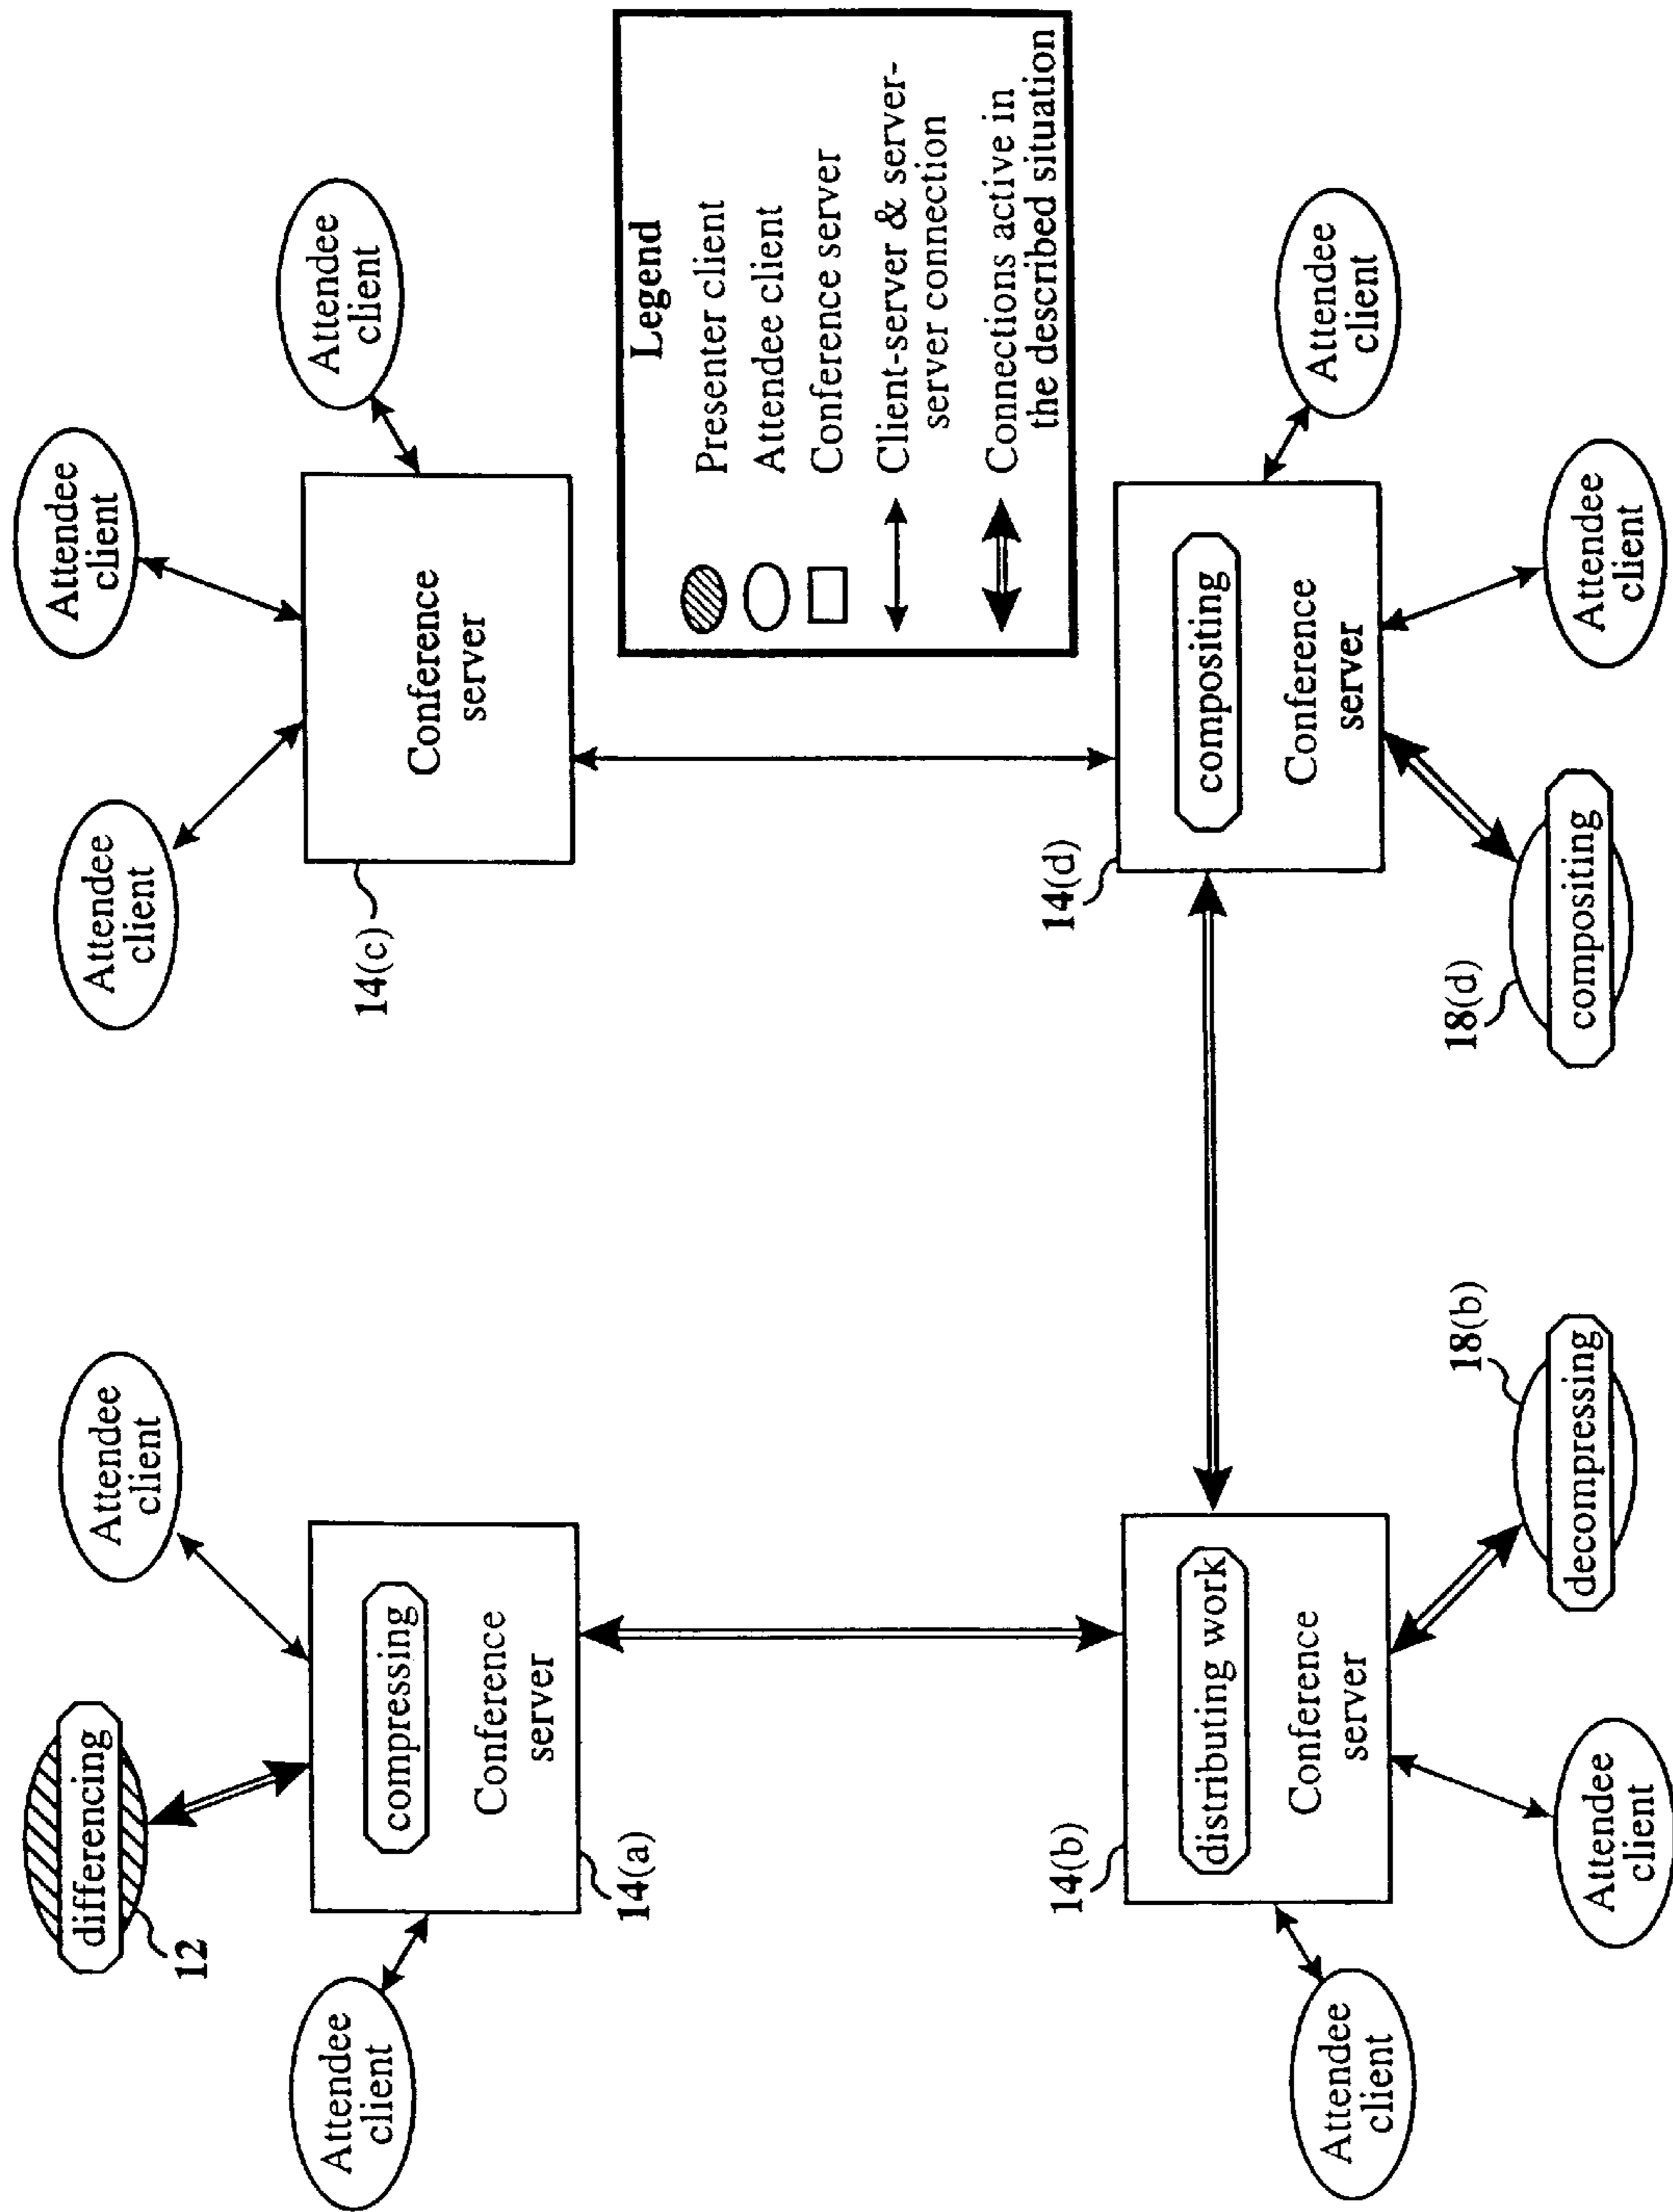 differencing
12
Attendee
client
Attendee
client
compressing
Conference
server
14(a)
Attendee
client
Attendee
client
Attendee
client
Conference
server
14(c)
Legend
Presenter client
Attendee client
Conference server
Client-server & server-
server connection
Connections active in
the described situation
distributing work
Conference
server
14(b)
Attendee
client
Attendee
client
decompressing
18(b)
compositing
Conference
server
14(d)
compositing
18(d)
Attendee
client
Attendee
client